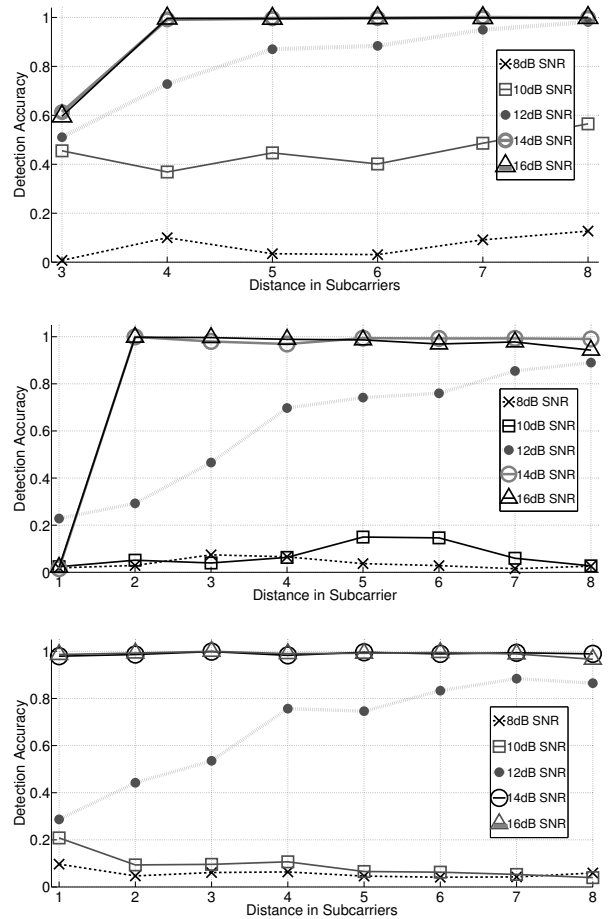 1
0.8
0.6
0.4
0.2
0
Detection Accuracy
8dB SNR
10dB SNR
12dB SNR
14dB SNR
16dB SNR
3 4 5 6 7 8
Distance in Subcarriers
1
0.8
0.6
0.4
0.2
0
Detection Accuracy
8dB SNR
10dB SNR
12dB SNR
14dB SNR
16dB SNR
1 2 3 4 5 6 7 8
Distance in Subcarrier
1
0.8
0.6
0.4
0.2
0
Detection Accuracy
8dB SNR
10dB SNR
12dB SNR
14dB SNR
16dB SNR
1 2 3 4 5 6 7 8
Distance in Subcarriers